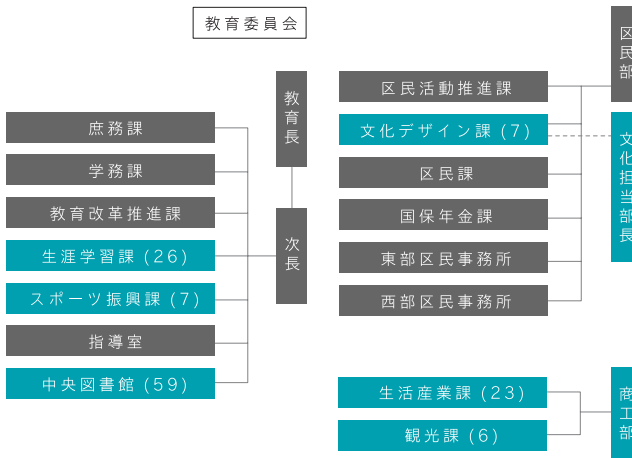 教育委員会
教育長
次長
庶務課
学務課
教育改革推進課
生涯学習課 (26)
スポーツ振興課 (7)
指導室
中央図書館 (59)
区民部
文化担当部長
区民活動推進課
文化デザイン課 (7)
区民課
国保年金課
東部区民事務所
西部区民事務所
商工部
生活産業課 (23)
観光課 (6)